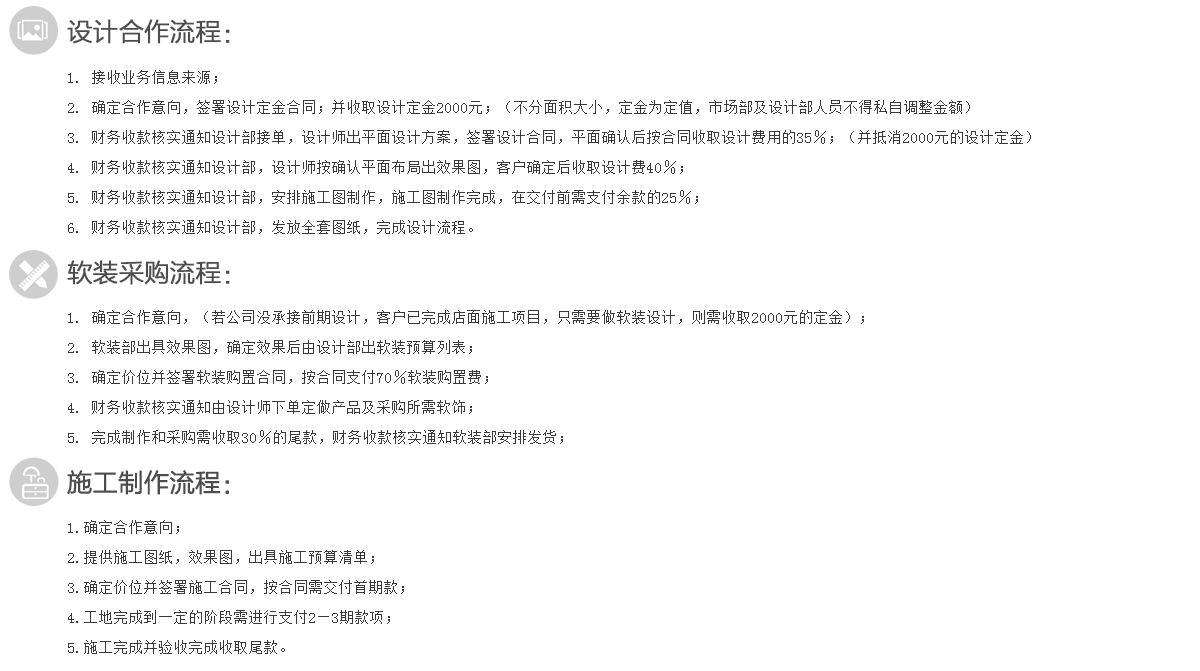 设计合作流程：
1. 接收业务信息来源；
2. 确定合作意向，签署设计定金合同；并收取设计定金2000元；（不分面积大小，定金为定值，市场部及设计部人员不得私自调整金额）
3. 财务收款核实通知设计部接单，设计师出平面设计方案，签署设计合同，平面确认后按合同收取设计费用的35％；（并抵消2000元的设计定金）
4. 财务收款核实通知设计部，设计师按确认平面布局出效果图，客户确定后收取设计费40％；
5. 财务收款核实通知设计部，安排施工图制作，施工图制作完成，在交付前需支付余款的25％；
6. 财务收款核实通知设计部，发放全套图纸，完成设计流程。
软装采购流程：
1. 确定合作意向，（若公司没承接前期设计，客户已完成店面施工项目，只需要做软装设计，则需收取2000元的定金）；
2. 软装部出具效果图，确定效果后由设计部出软装预算列表；
3. 确定价位并签署软装购置合同，按合同支付70％软装购置费；
4. 财务收款核实通知由设计师下单定做产品及采购所需软饰；
5. 完成制作和采购需收取30％的尾款，财务收款核实通知软装部安排发货；
施工制作流程：
1.确定合作意向；
2.提供施工图纸，效果图，出具施工预算清单；
3.确定价位并签署施工合同，按合同需交付首期款；
4.工地完成到一定的阶段需进行支付2－3期款项；
5.施工完成并验收完成收取尾款。